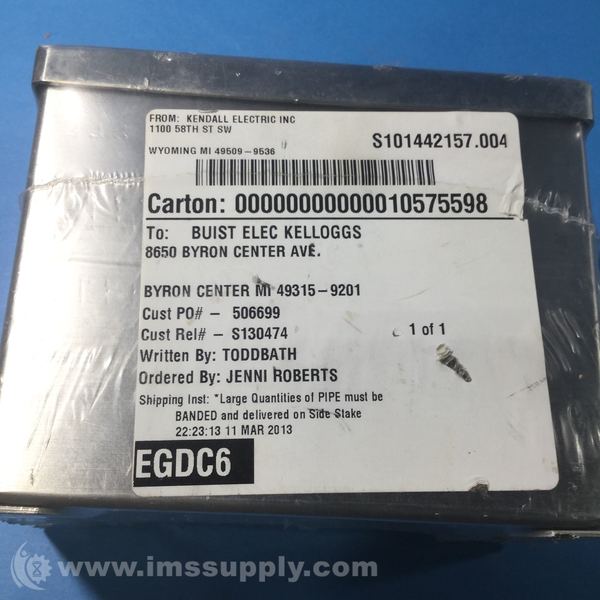 FROM: KENDALL ELECTRIC INC
1100 58TH ST SW
S101442157.004
WYOMING MI 49509-9536
Carton: 00000000000010575598
To: BUIST ELEC KELLOGGS
8650 BYRON CENTER AVE.
BYRON CENTER MI 49315-9201
Cust PO# - 506699
Cust Rel# - S130474
1 of 1
Written By: TODDBATH
Ordered By: JENNI ROBERTS
Shipping Inst: *Large Quantities of PIPE must be
BANDED and delivered on Side Stake
22:23:13 11 MAR 2013
EGDC6
www.imssupply.com